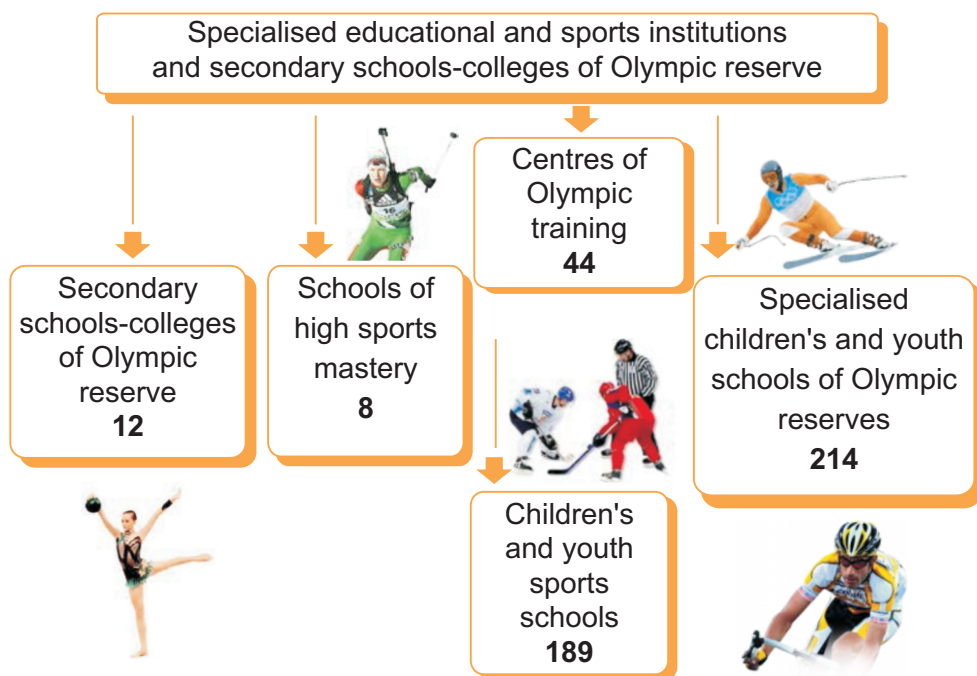 Specialised educational and sports institutions
and secondary schools-colleges of Olympic reserve
Centres of
Olympic
training
44
Secondary
schools-colleges
of Olympic
reserve
12
Schools of
high sports
mastery
8
Specialised
children's and youth
schools of Olympic
reserves
214
Children's
and youth
sports
schools
189
16